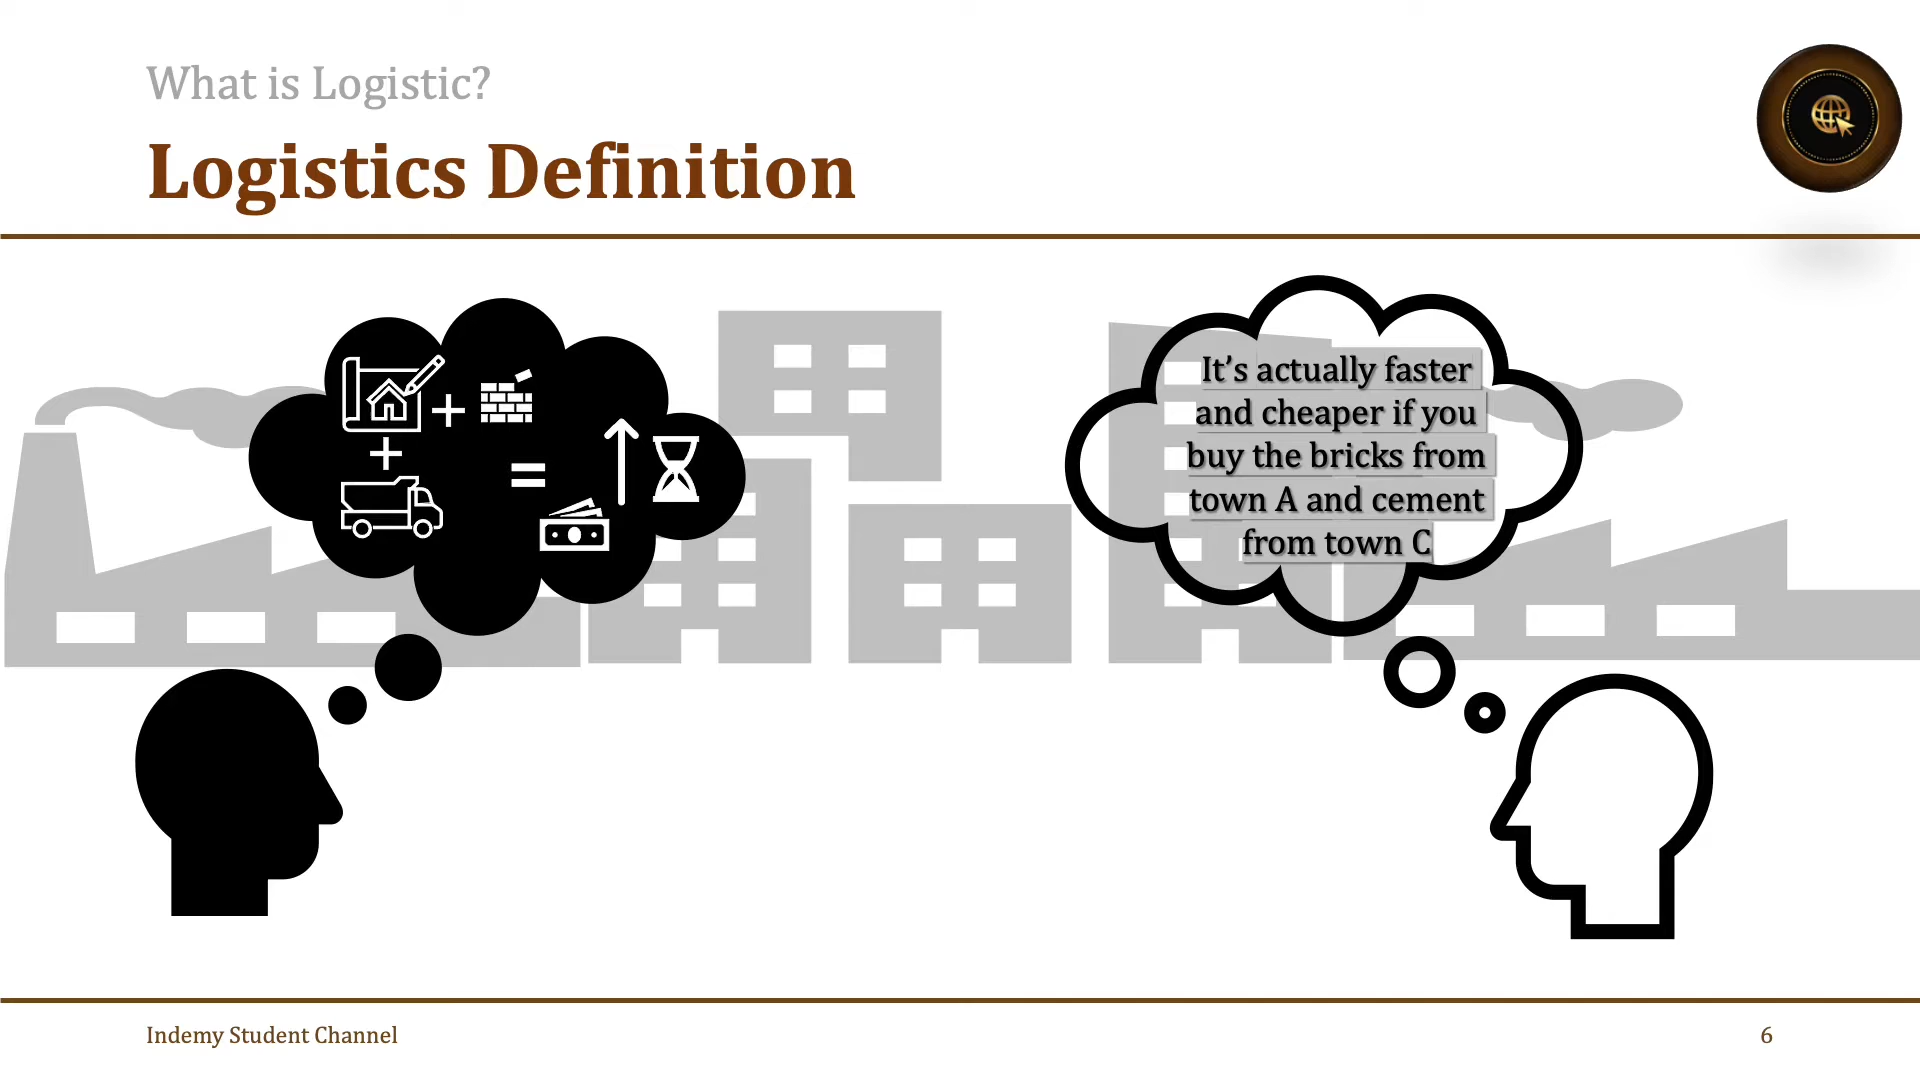 What is Logistic?
Logistics Definition
It’s actually faster
and cheaper if you
buy the bricks from
town A and cement
from town C
Indemy Student Channel
6